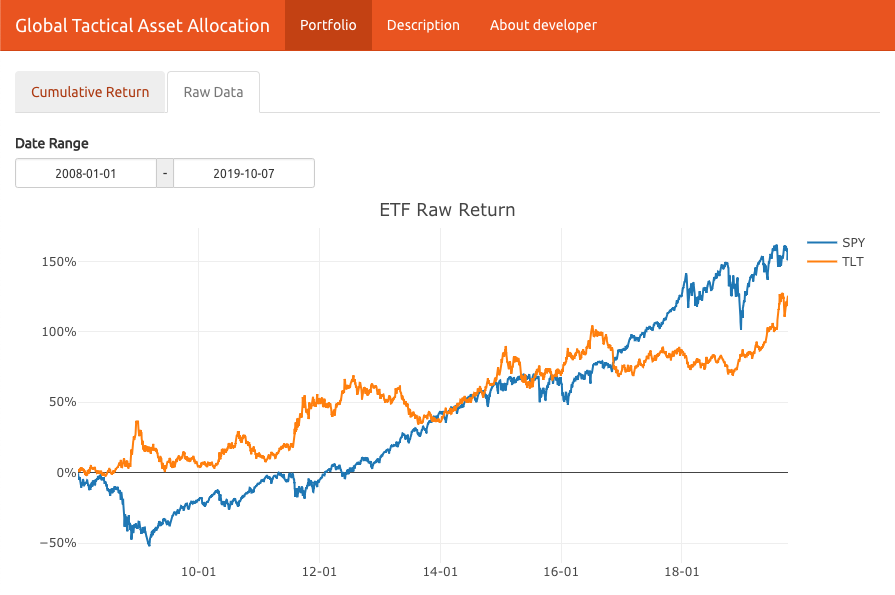 Global Tactical Asset Allocation Portfolio Description About developer
Cumulative Return Raw Data
Date Range
2008-01-01 - 2019-10-07
ETF Raw Return
SPY
TLT
150%
100%
50%
0%
−50%
10-01 12-01 14-01 16-01 18-01